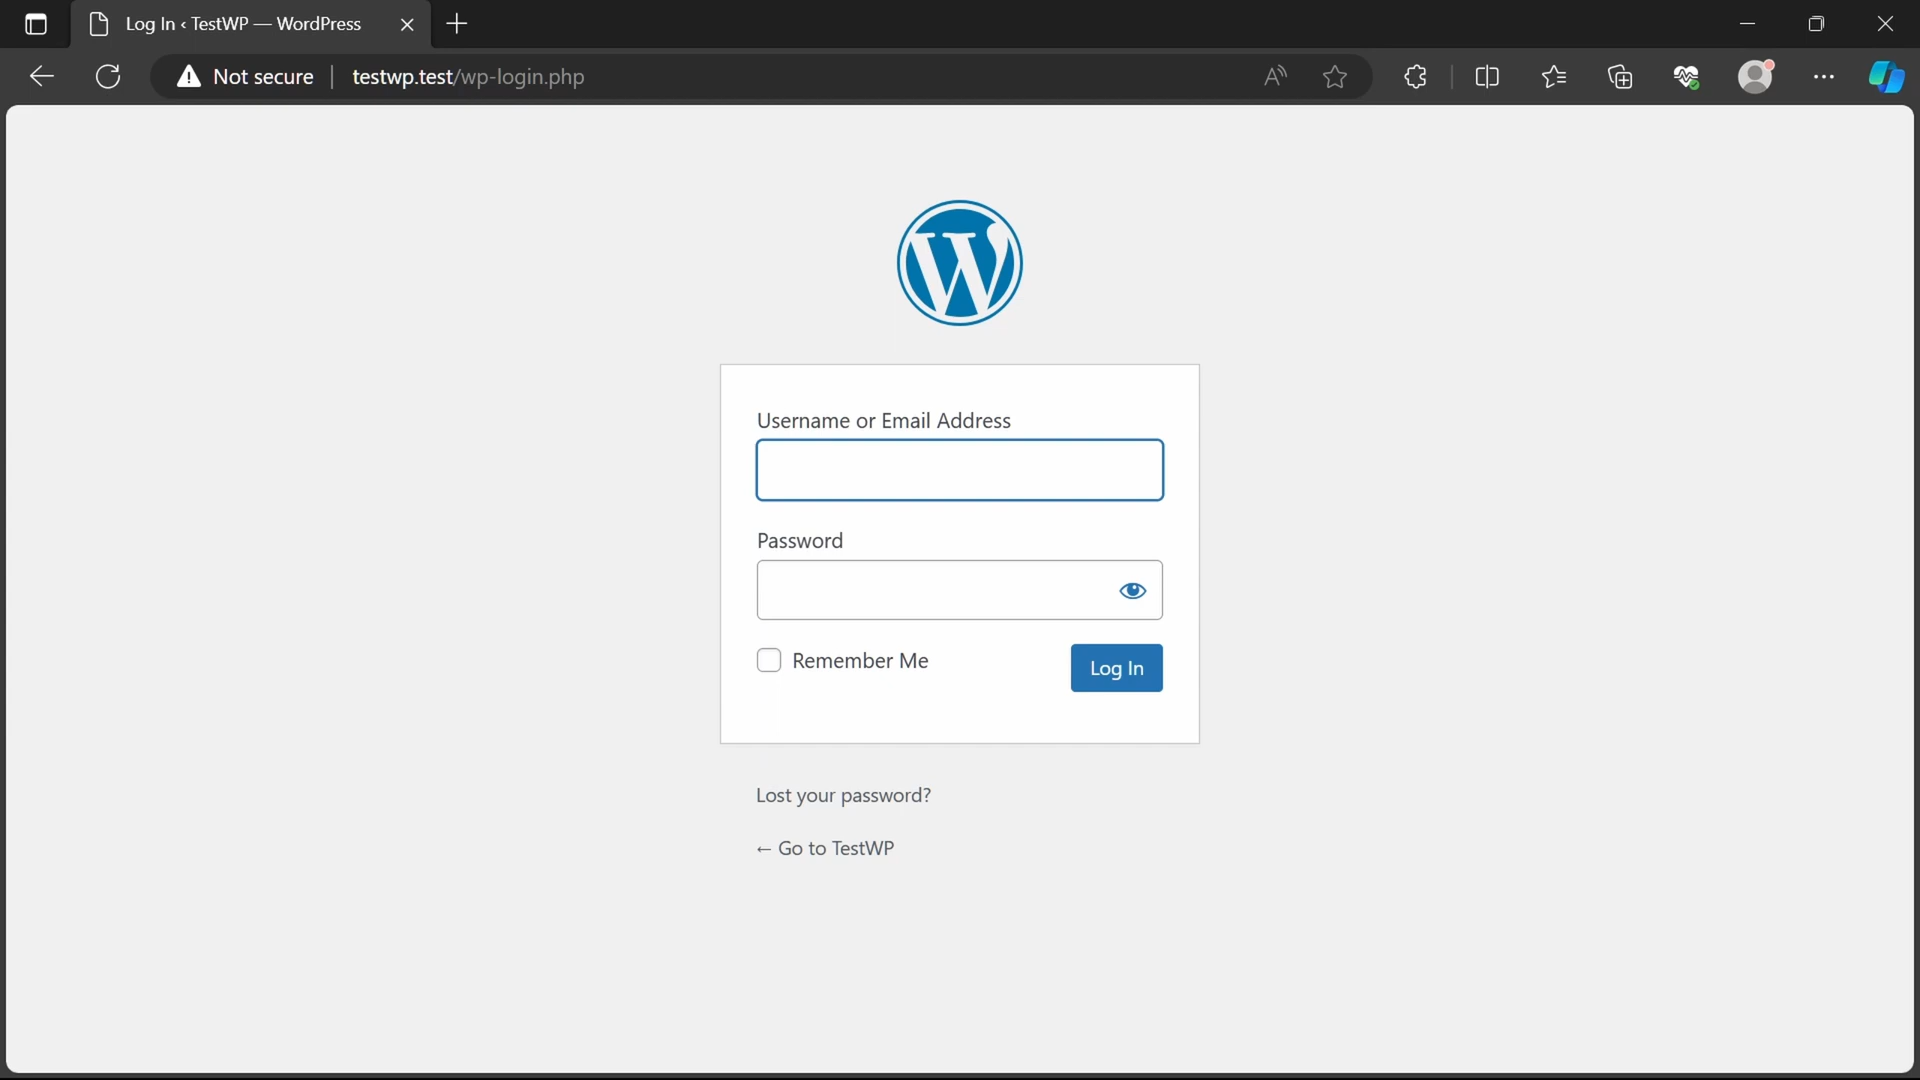 Log In ‹ TestWP — WordPress
Not secure
testwp.test/wp-login.php
Username or Email Address
Password
Remember Me
Log In
Lost your password?
← Go to TestWP